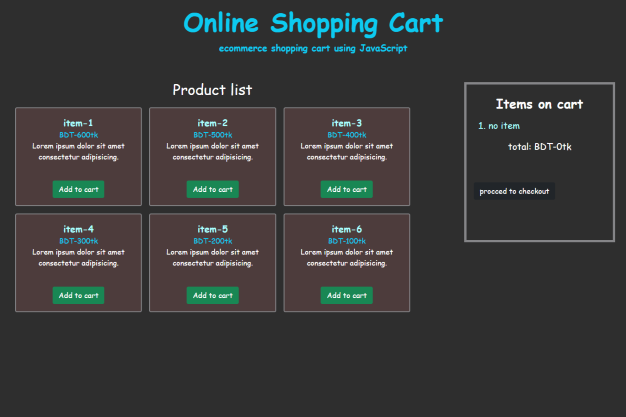 Online Shopping Cart
ecommerce shopping cart using JavaScript
Product list
item-1
BDT-600tk
Lorem ipsum dolor sit amet
consectetur adipisicing.
Add to cart
item-2
BDT-500tk
Lorem ipsum dolor sit amet
consectetur adipisicing.
Add to cart
item-3
BDT-400tk
Lorem ipsum dolor sit amet
consectetur adipisicing.
Add to cart
item-4
BDT-300tk
Lorem ipsum dolor sit amet
consectetur adipisicing.
Add to cart
item-5
BDT-200tk
Lorem ipsum dolor sit amet
consectetur adipisicing.
Add to cart
item-6
BDT-100tk
Lorem ipsum dolor sit amet
consectetur adipisicing.
Add to cart
Items on cart
1. no item
total: BDT-0tk
procced to checkout